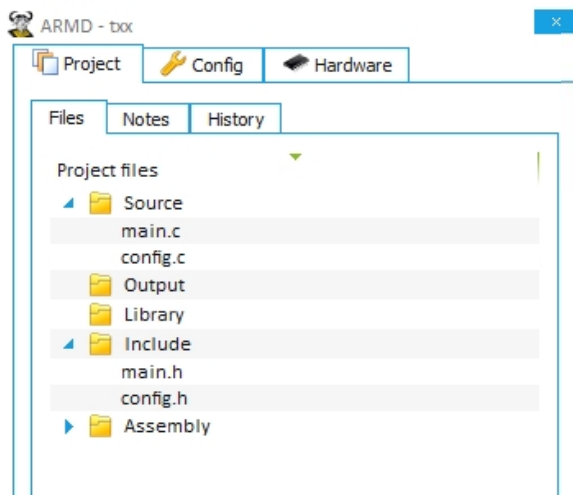 ARMD - txx
Project Config Hardware
Files Notes History
Project files
Source
main.c
config.c
Output
Library
Include
main.h
config.h
Assembly